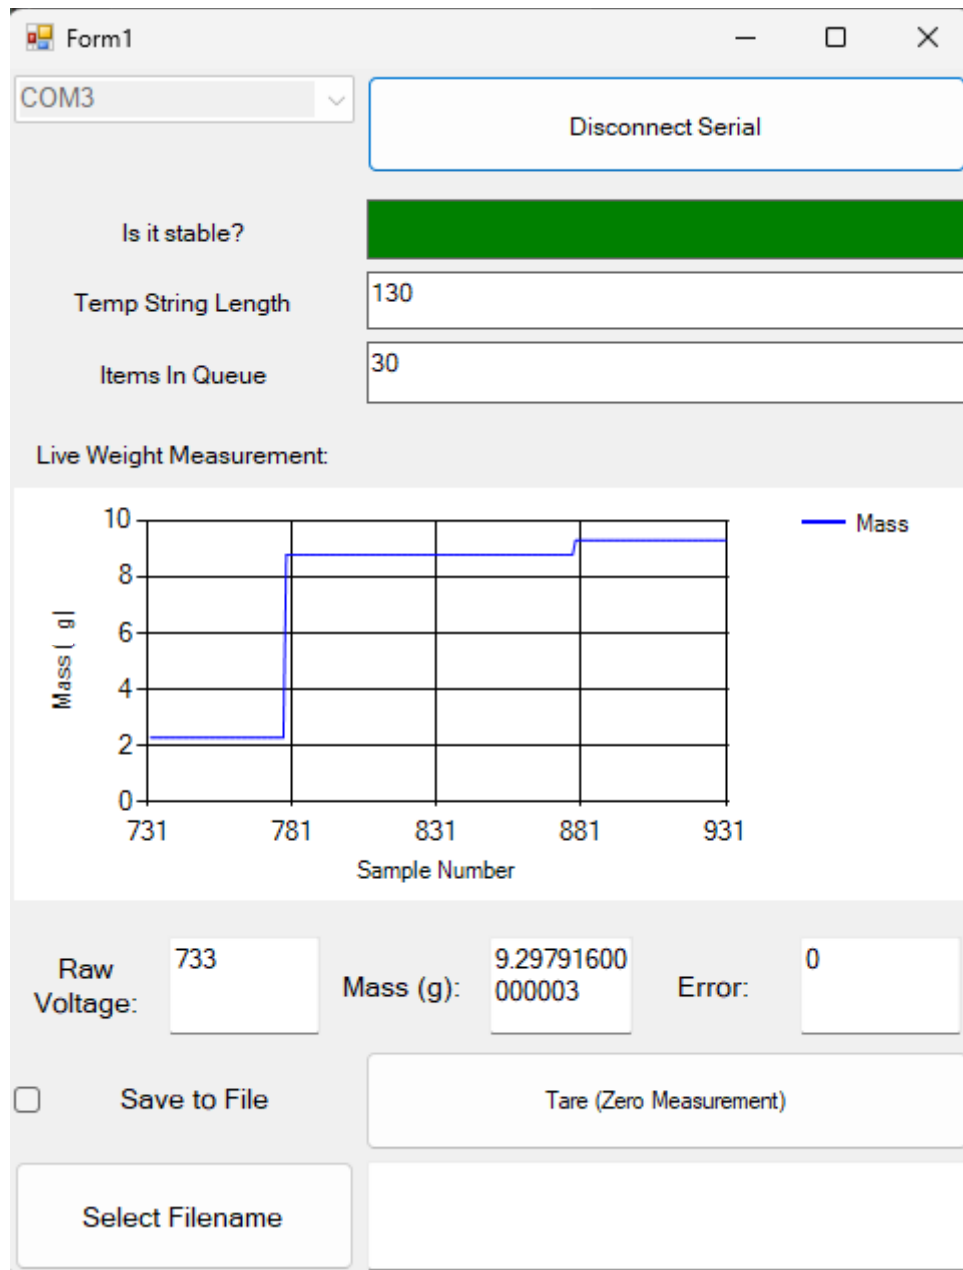 Form1
COM3
Disconnect Serial
Is it stable?
Temp String Length
130
Items In Queue
30
Live Weight Measurement:
10
8
6
4
2
0
Mass ( g)
731 781 831 881 931
Sample Number
Mass
Raw
Voltage:
733
Mass (g):
9.29791600
000003
Error:
0
Save to File
Tare (Zero Measurement)
Select Filename